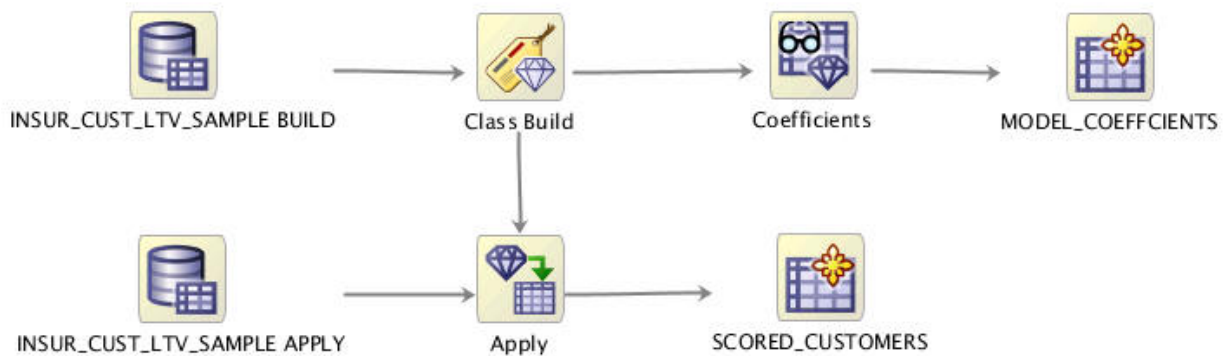 INSUR_CUST_LTV_SAMPLE BUILD
Class Build
Coefficients
MODEL_COEFFCIENTS
INSUR_CUST_LTV_SAMPLE APPLY
Apply
SCORED_CUSTOMERS